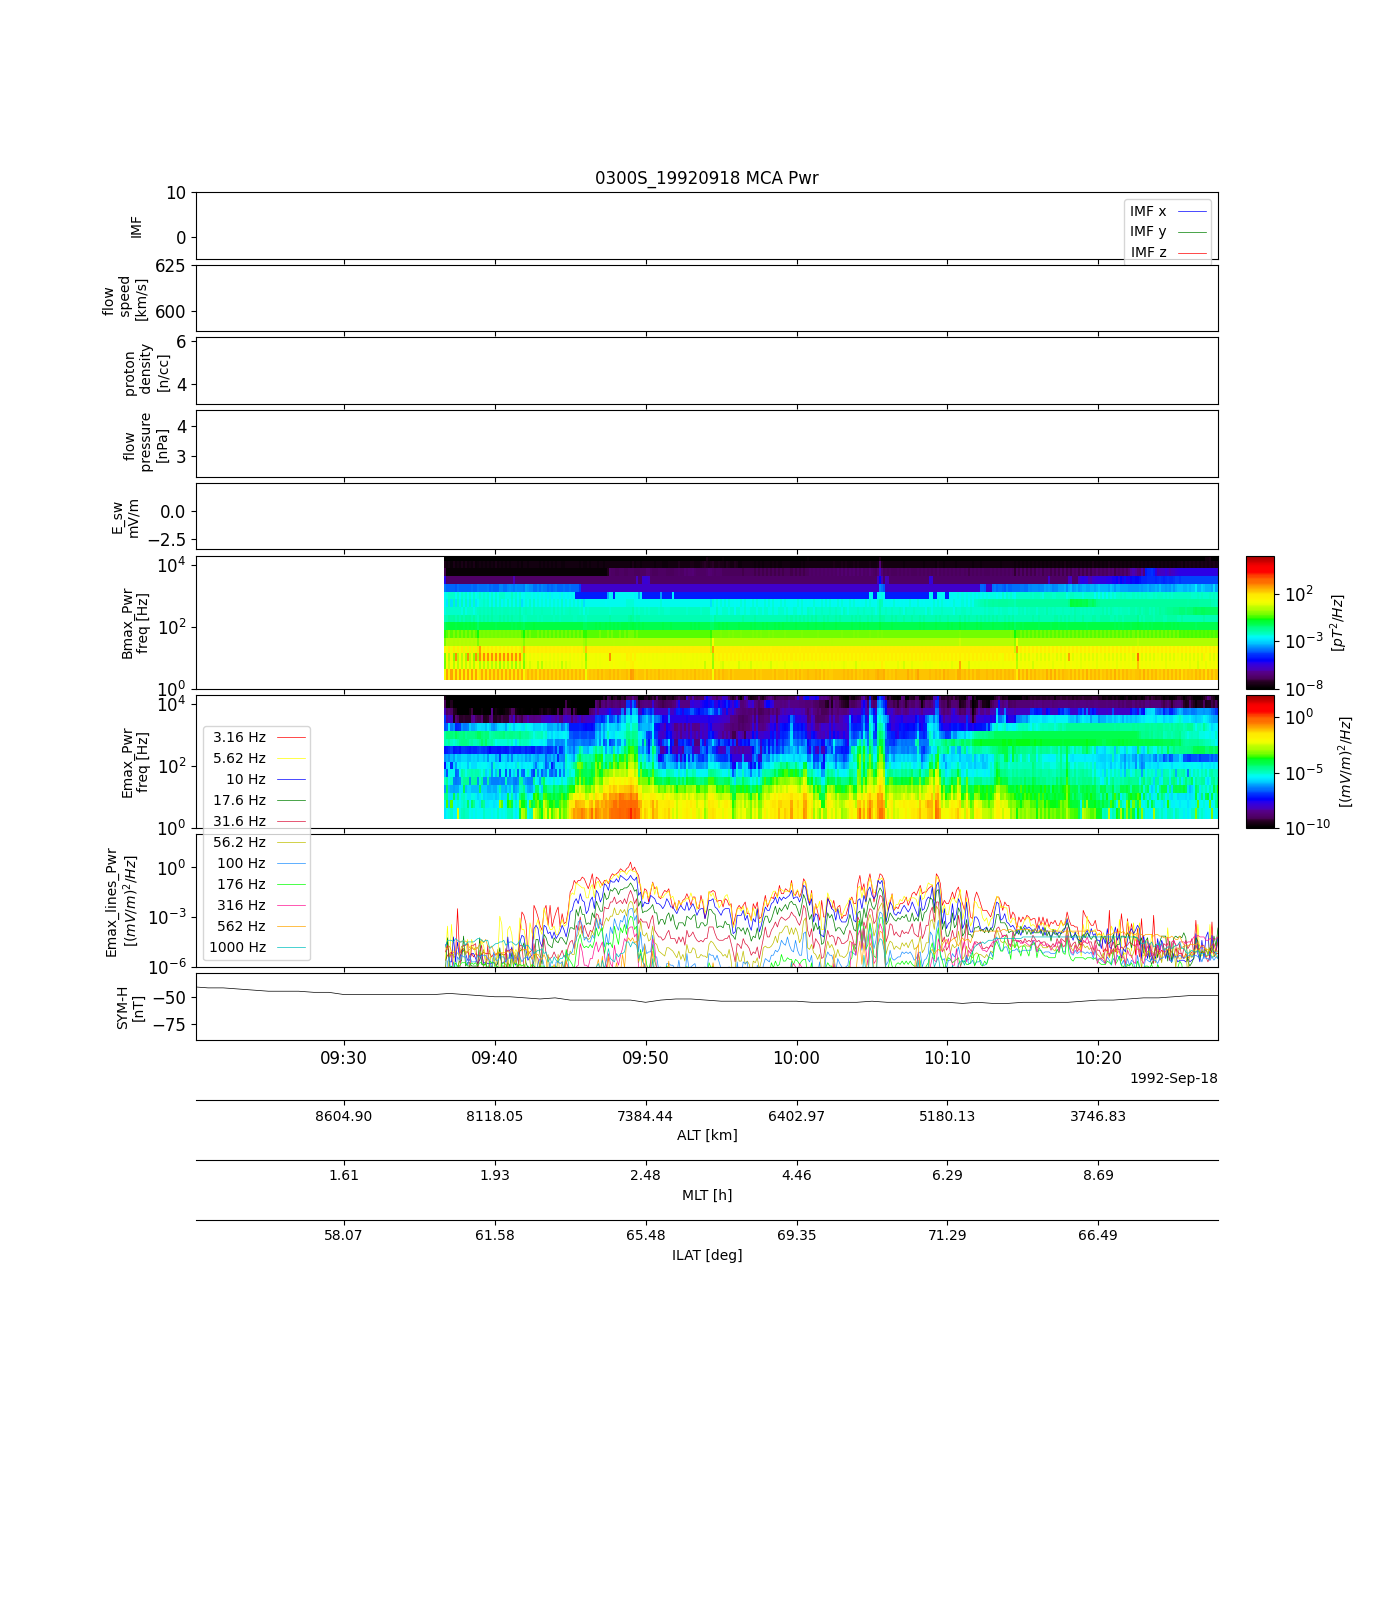 0300S_19920918 MCA Pwr
10
0
IMF
IMF x
IMF y
IMF z
625
600
flow
speed
[km/s]
6
4
proton
density
[n/cc]
4
3
flow
pressure
[nPa]
0.0
−2.5
E_sw
mV/m
10^4
10^2
10^0
Bmax_Pwr
freq [Hz]
10^2
10^−3
10^−8
[pT^2/Hz]
10^4
10^2
10^0
Emax_Pwr
freq [Hz]
10^0
10^−5
10^−10
[(mV/m)^2/Hz]
3.16 Hz
5.62 Hz
10 Hz
17.6 Hz
31.6 Hz
56.2 Hz
100 Hz
176 Hz
316 Hz
562 Hz
1000 Hz
10^0
10^−3
10^−6
Emax_lines_Pwr
[(mV/m)^2/Hz]
−50
−75
SYM-H
[nT]
09:30 09:40 09:50 10:00 10:10 10:20
1992-Sep-18
8604.90 8118.05 7384.44 6402.97 5180.13 3746.83
ALT [km]
1.61 1.93 2.48 4.46 6.29 8.69
MLT [h]
58.07 61.58 65.48 69.35 71.29 66.49
ILAT [deg]